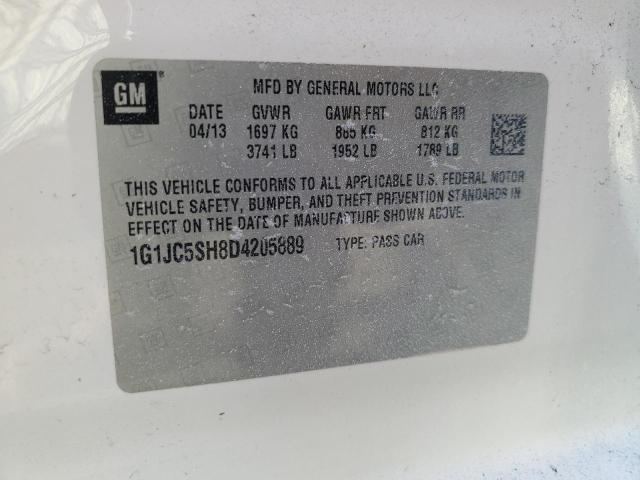 GM
MFD BY GENERAL MOTORS LLC
DATE GVWR GAWR FRT GAWR RR
04/13 1697 KG 885 KG 812 KG
3741 LB 1952 LB 1789 LB
THIS VEHICLE CONFORMS TO ALL APPLICABLE U.S. FEDERAL MOTOR
VEHICLE SAFETY, BUMPER, AND THEFT PREVENTION STANDARDS IN
EFFECT ON THE DATE OF MANUFACTURE SHOWN ABOVE.
1G1JC5SH8D4205889 TYPE: PASS CAR